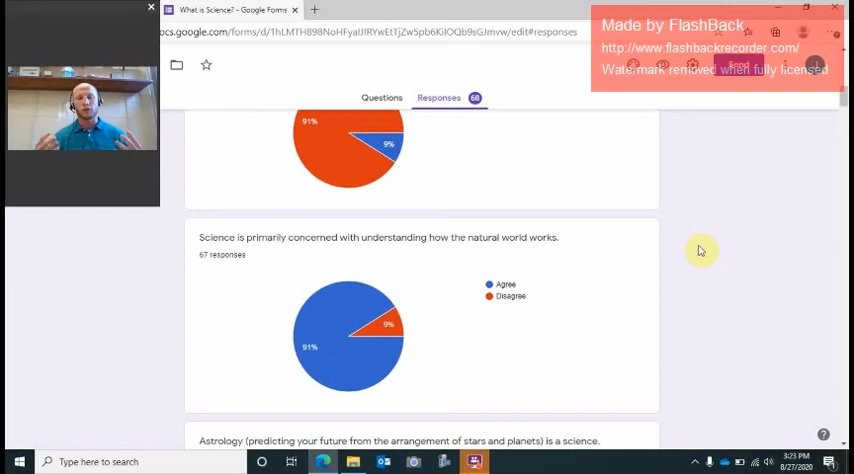 What is Science? - Google Forms
ocs.google.com/forms/d/1hLMTH898NoHFyaIJIRYwEtTjZw5pb6KiIOQb9sGJmvw/edit#responses
Made by FlashBack
http://www.flashbackrecorder.com/
Watermark removed when fully licensed
Send
Questions
Responses 68
91%
9%
Science is primarily concerned with understanding how the natural world works.
67 responses
Agree
Disagree
9%
91%
Astrology (predicting your future from the arrangement of stars and planets) is a science.
Type here to search
3:23 PM
8/27/2020